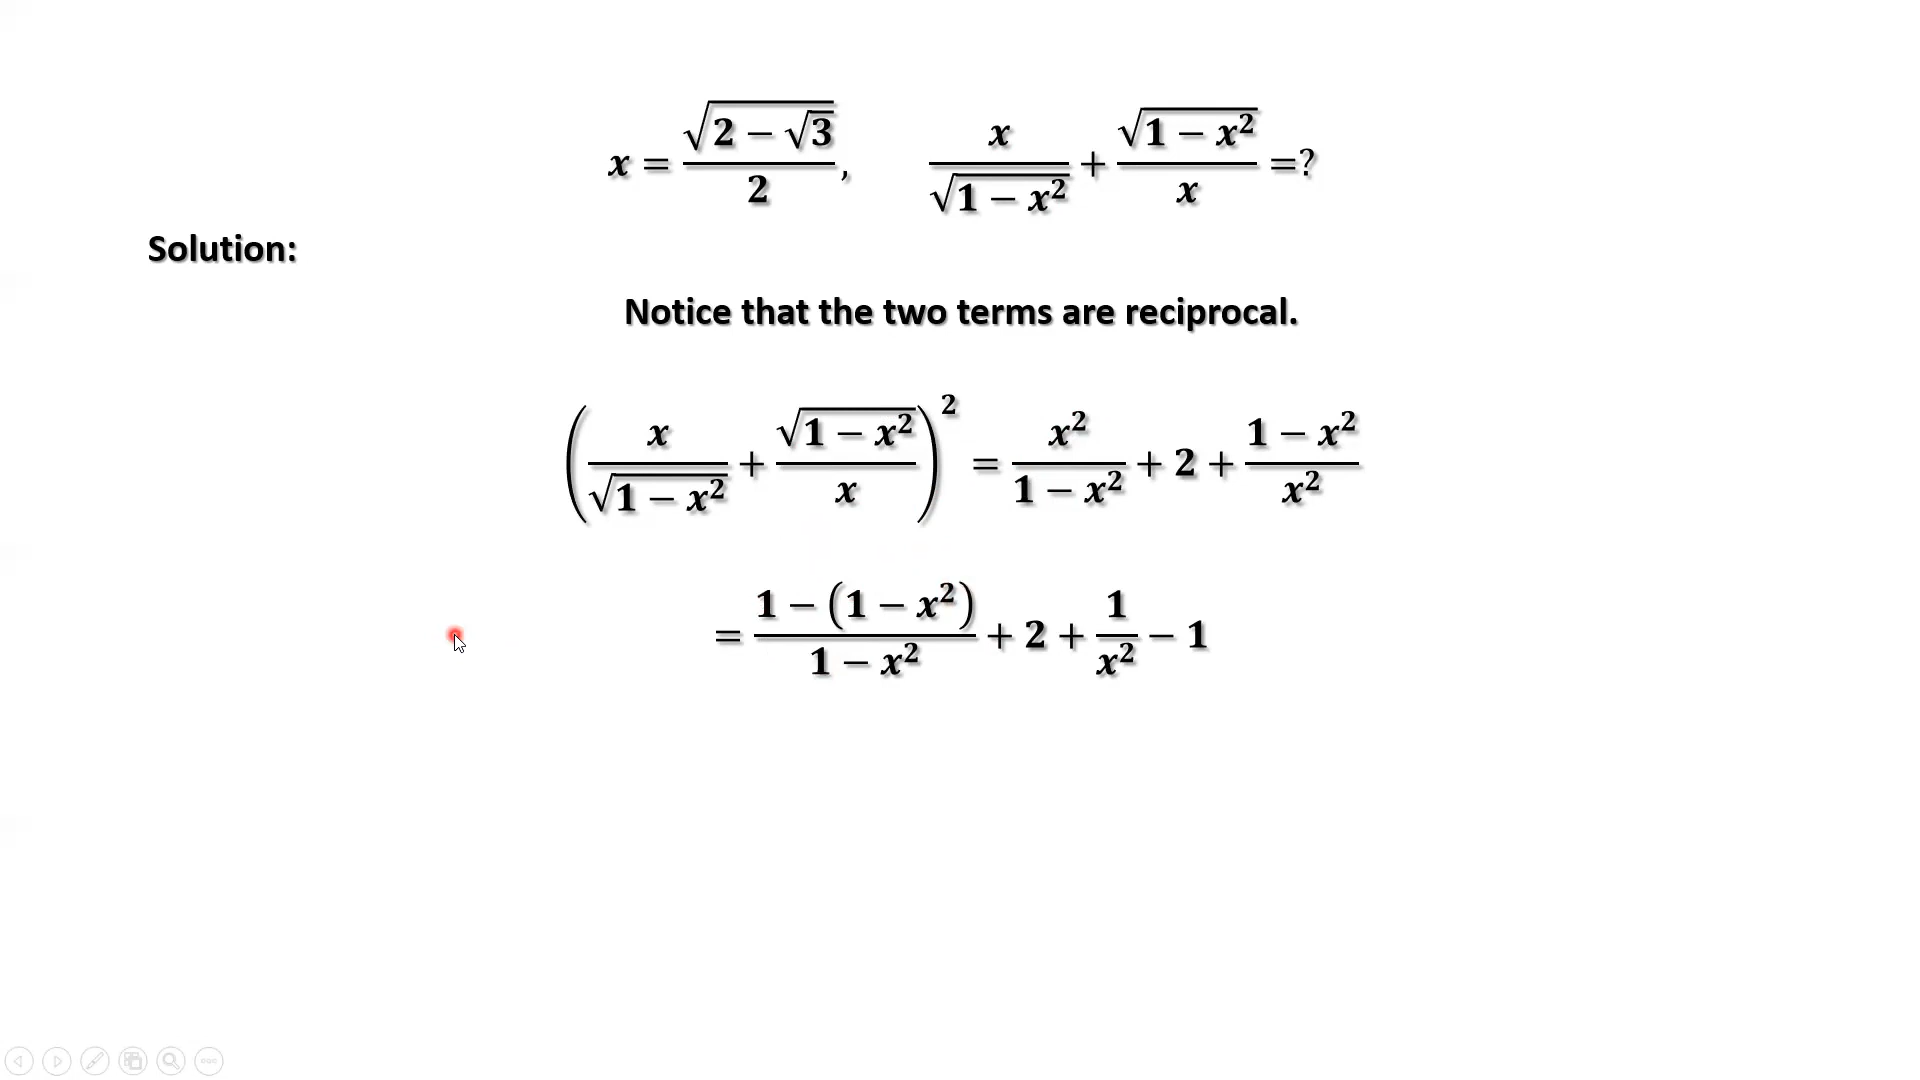 x = √(2 − √3) / 2,   x / √(1 − x²) + √(1 − x²) / x =?
Solution:
Notice that the two terms are reciprocal.
(x / √(1 − x²) + √(1 − x²) / x)² = x² / (1 − x²) + 2 + (1 − x²) / x²
= (1 − (1 − x²)) / (1 − x²) + 2 + 1 / x² − 1